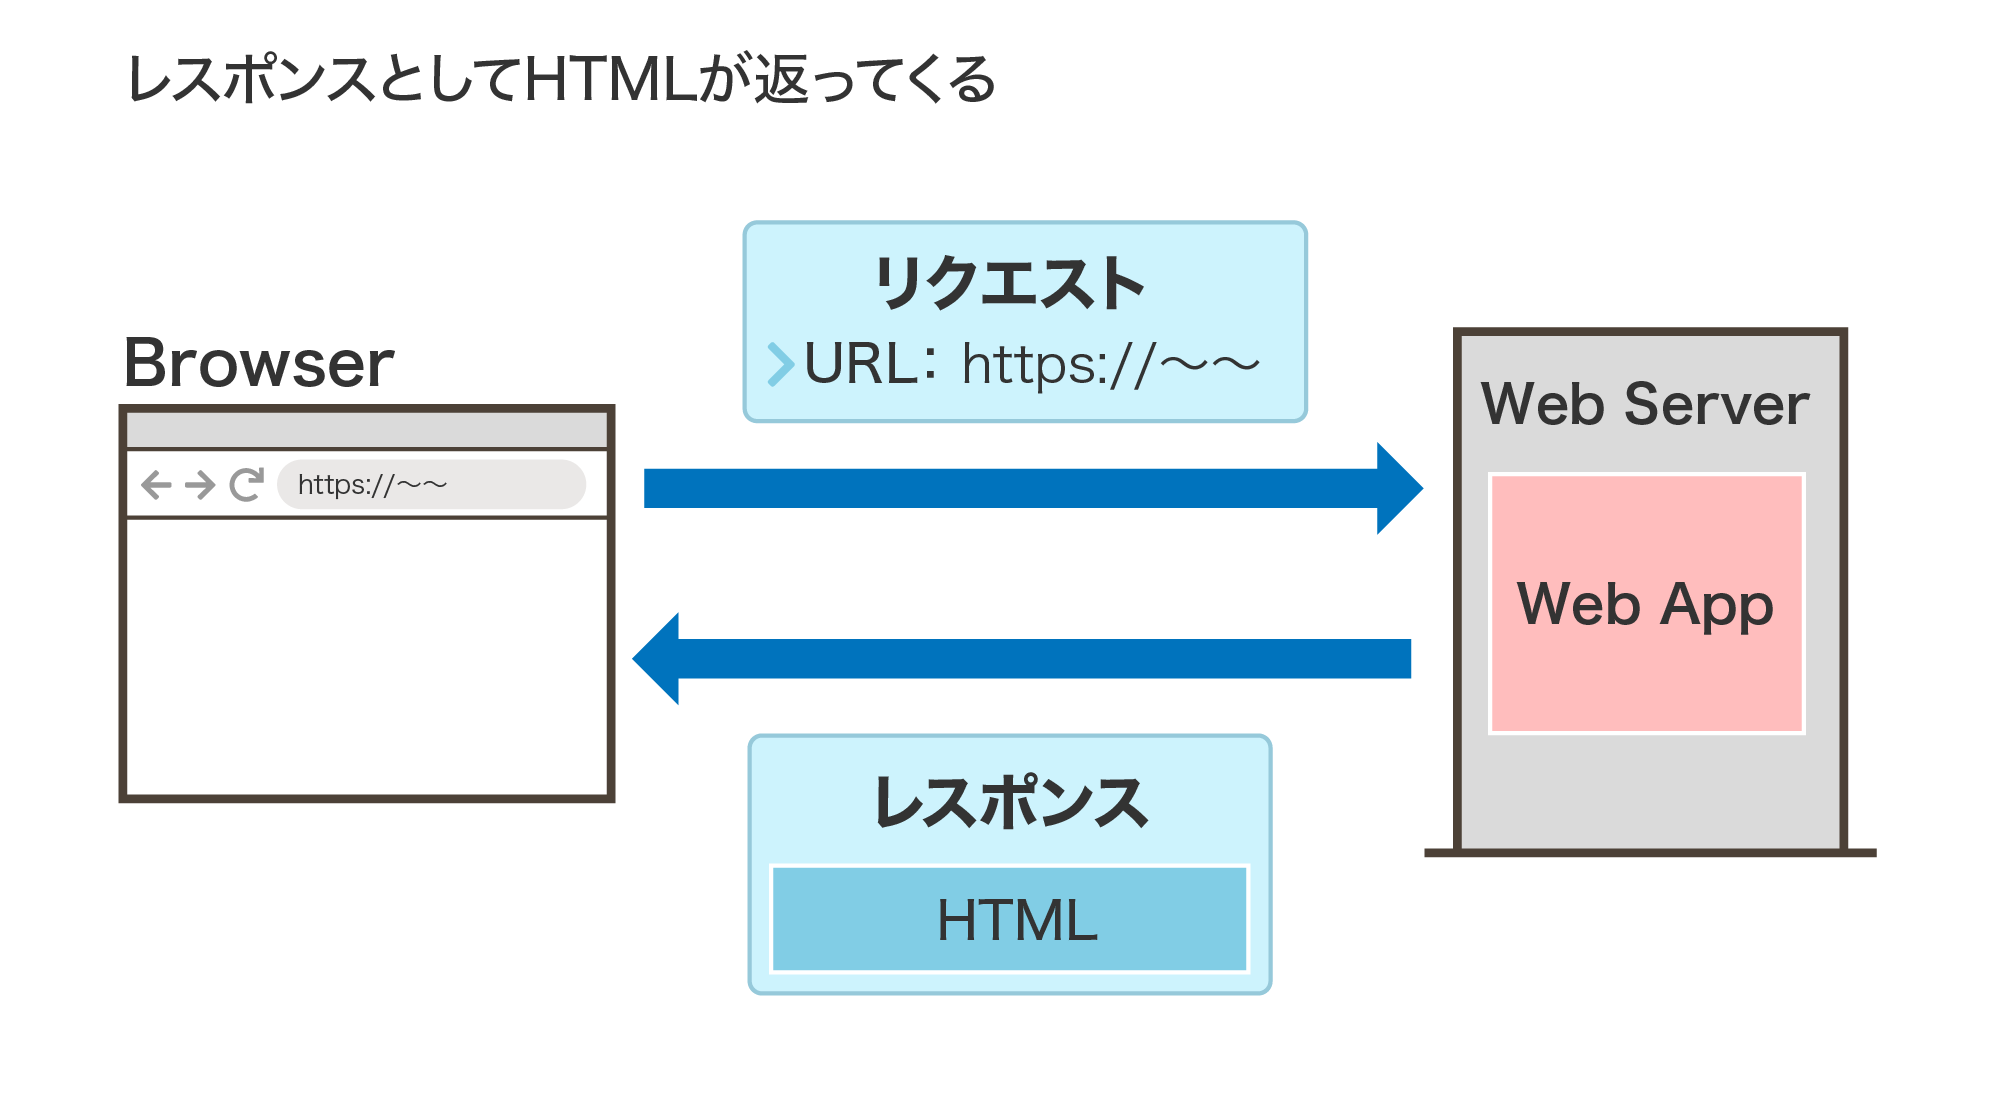 レスポンスとしてHTMLが返ってくる
リクエスト
URL： https://〜〜
Browser
https://〜〜
Web Server
Web App
レスポンス
HTML